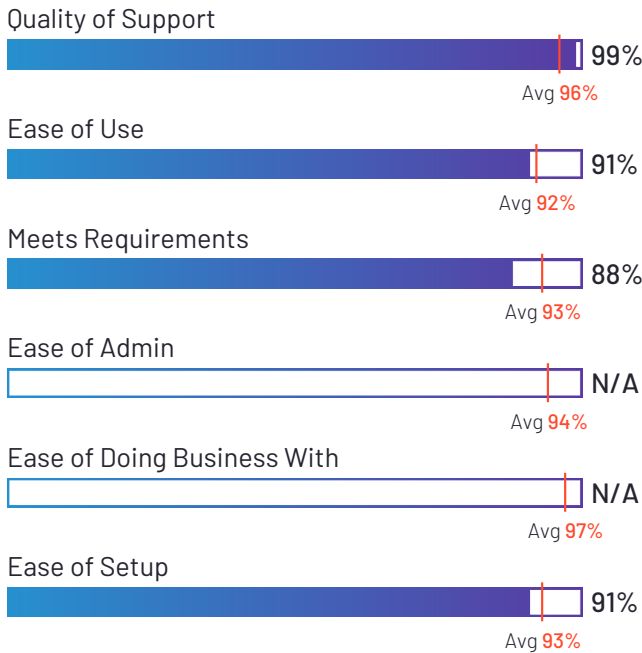 Quality of Support
99%
Avg 96%
Ease of Use
91%
Avg 92%
Meets Requirements
88%
Avg 93%
Ease of Admin
N/A
Avg 94%
Ease of Doing Business With
N/A
Avg 97%
Ease of Setup
91%
Avg 93%